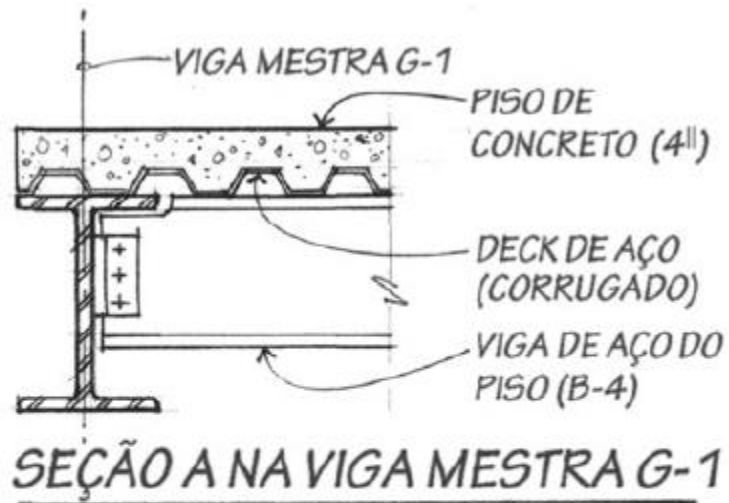 VIGA MESTRA G-1
PISO DE
CONCRETO (4")
DECK DE AÇO
(CORRUGADO)
VIGA DE AÇO DO
PISO (B-4)
SEÇÃO A NA VIGA MESTRA G-1